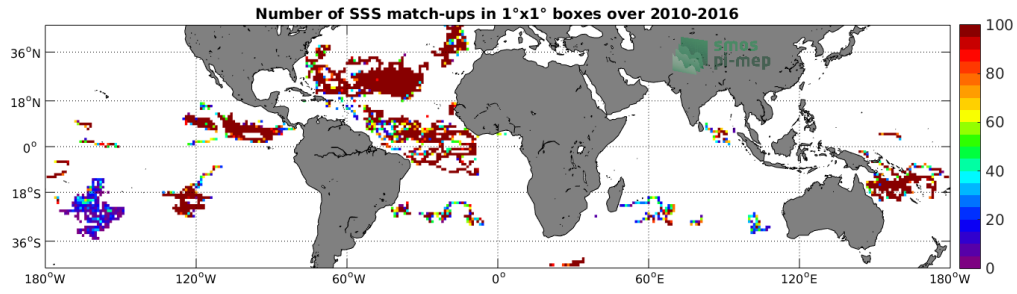 Number of SSS match-ups in 1°x1° boxes over 2010-2016
smos
pi-mep
36°N
18°N
0°
18°S
36°S
180°W 120°W 60°W 0° 60°E 120°E 180°W
100
80
60
40
20
0